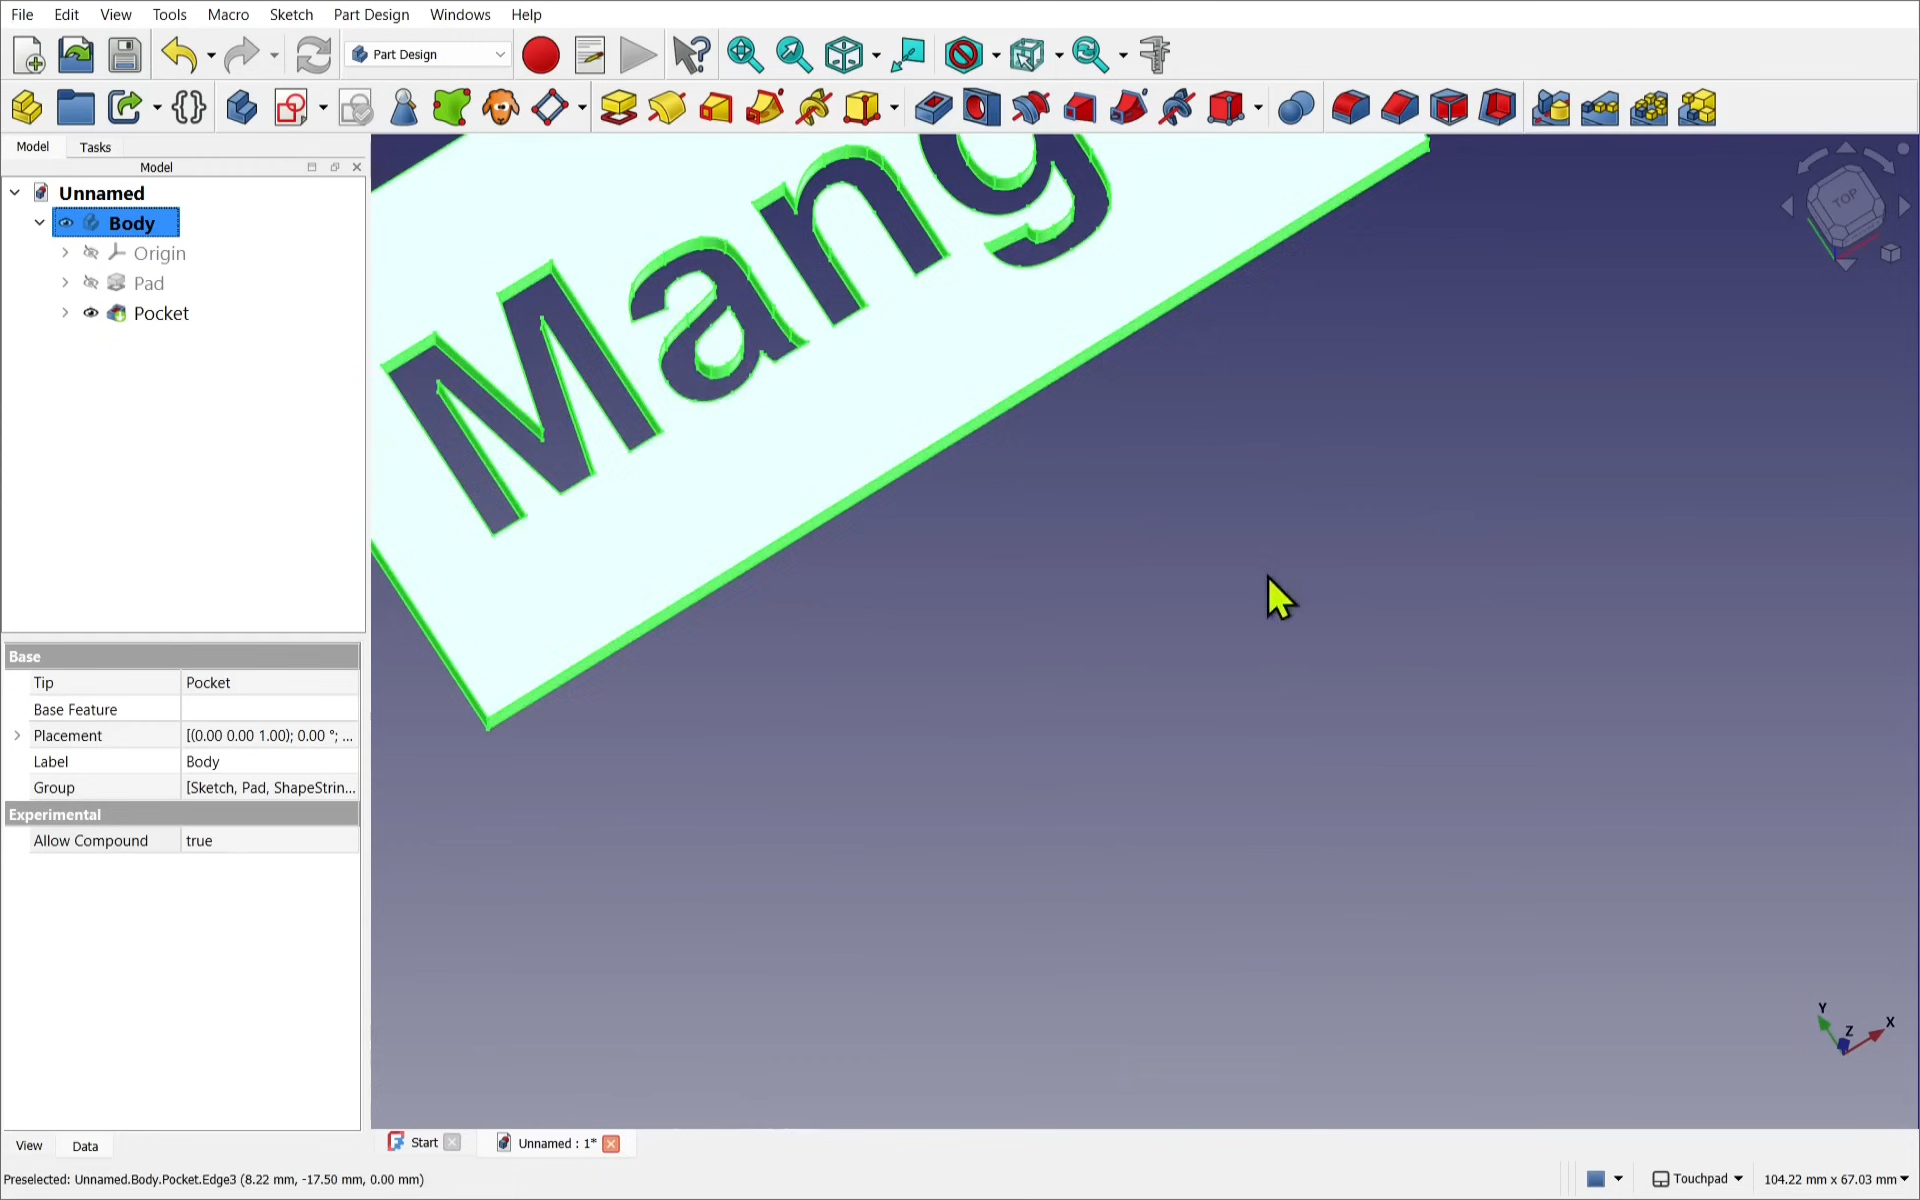 File Edit View Tools Macro Sketch Part Design Windows Help
Part Design
Model Tasks
Model
Unnamed
Body
Origin
Pad
Pocket
Mang
TOP
Base
Tip Pocket
Base Feature
Placement [(0.00 0.00 1.00); 0.00 °; ...
Label Body
Group [Sketch, Pad, ShapeStrin...
Experimental
Allow Compound true
Y
Z
X
View Data
Start
Unnamed : 1*
Preselected: Unnamed.Body.Pocket.Edge3 (8.22 mm, -17.50 mm, 0.00 mm)
Touchpad
104.22 mm x 67.03 mm